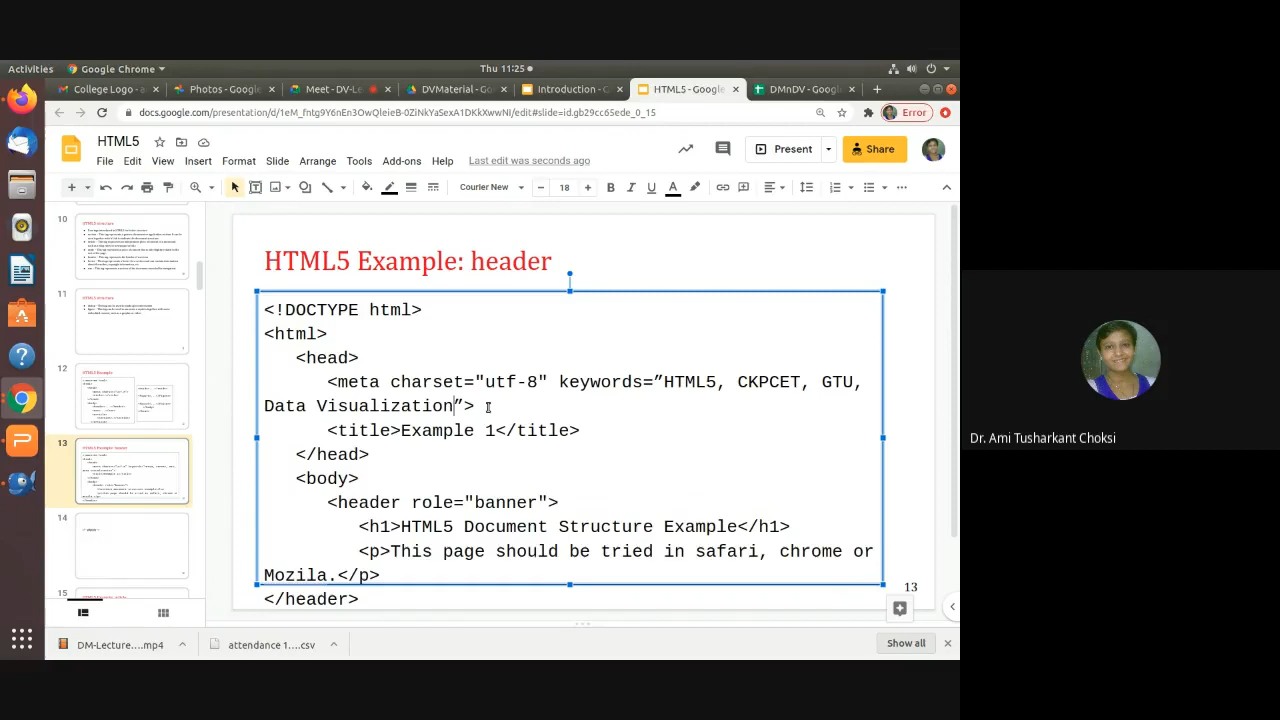 Activities Google Chrome Thu 11:25
College Logo - a Photos - Google Meet - DV-Le DVMaterial - Goo Introduction - G HTML5 - Google DMnDV - Google
docs.google.com/presentation/d/1eM_fntg9Y6nEn3OwQleieB-0ZiNkYaSexA1DKkXwwNI/edit#slide=id.gb29cc65ede_0_15 Error
HTML5
File Edit View Insert Format Slide Arrange Tools Add-ons Help Last edit was seconds ago
Present Share
Courier New 18 B I U A
10
11
12
13
14
15
HTML5 Example: header
<!DOCTYPE html>
<html>
<head>
<meta charset="utf-8" keywords=”HTML5, CKPCET, GTU,
Data Visualization”>
<title>Example 1</title>
</head>
<body>
<header role="banner">
<h1>HTML5 Document Structure Example</h1>
<p>This page should be tried in safari, chrome or
Mozila.</p>
</header>
13
DM-Lecture....mp4 attendance 1....csv Show all
Dr. Ami Tusharkant Choksi